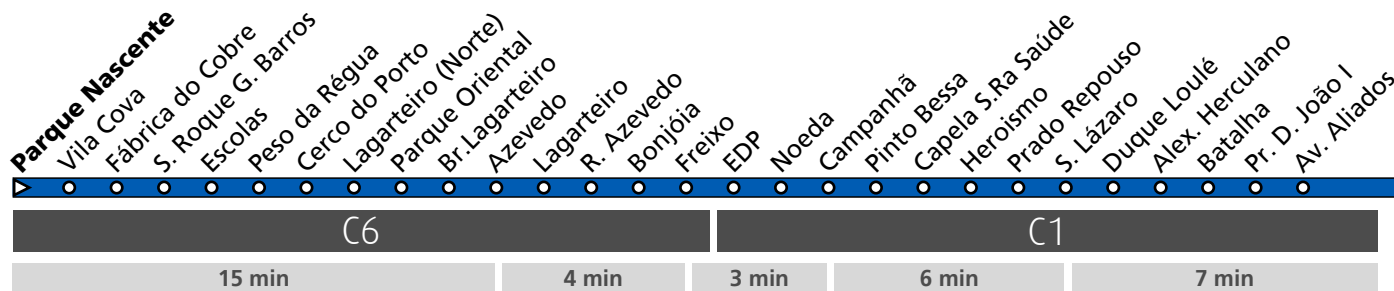 Parque Nascente
Vila Cova
Fábrica do Cobre
S. Roque G. Barros
Escolas
Peso da Régua
Cerco do Porto
Lagarteiro (Norte)
Parque Oriental
Br.Lagarteiro
Azevedo
Lagarteiro
R. Azevedo
Bonjóia
Freixo
EDP
Noeda
Campanhã
Pinto Bessa
Capela S.Ra Saúde
Heroismo
Prado Repouso
S. Lázaro
Duque Loulé
Alex. Herculano
Batalha
Pr. D. João I
Av. Aliados
C6 C1
15 min 4 min 3 min 6 min 7 min